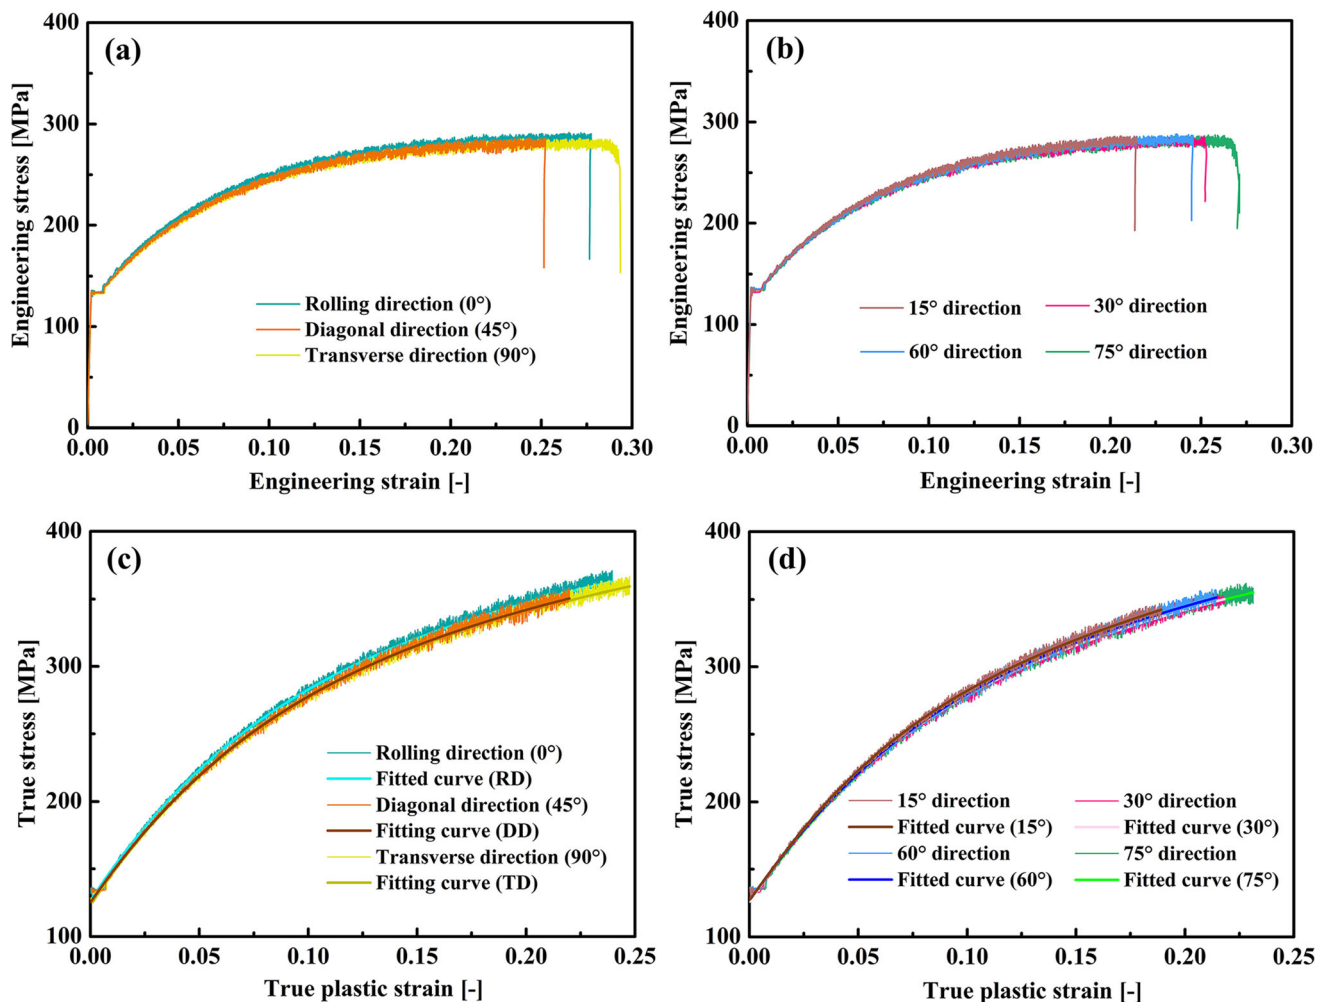 (a)
Engineering stress [MPa]
400
300
200
100
0
Rolling direction (0°)
Diagonal direction (45°)
Transverse direction (90°)
0.00 0.05 0.10 0.15 0.20 0.25 0.30
Engineering strain [-]
(b)
Engineering stress [MPa]
400
300
200
100
0
15° direction 30° direction
60° direction 75° direction
0.00 0.05 0.10 0.15 0.20 0.25 0.30
Engineering strain [-]
(c)
True stress [MPa]
400
300
200
100
Rolling direction (0°)
Fitted curve (RD)
Diagonal direction (45°)
Fitting curve (DD)
Transverse direction (90°)
Fitting curve (TD)
0.00 0.05 0.10 0.15 0.20 0.25
True plastic strain [-]
(d)
True stress [MPa]
400
300
200
100
15° direction 30° direction
Fitted curve (15°) Fitted curve (30°)
60° direction 75° direction
Fitted curve (60°) Fitted curve (75°)
0.00 0.05 0.10 0.15 0.20 0.25
True plastic strain [-]